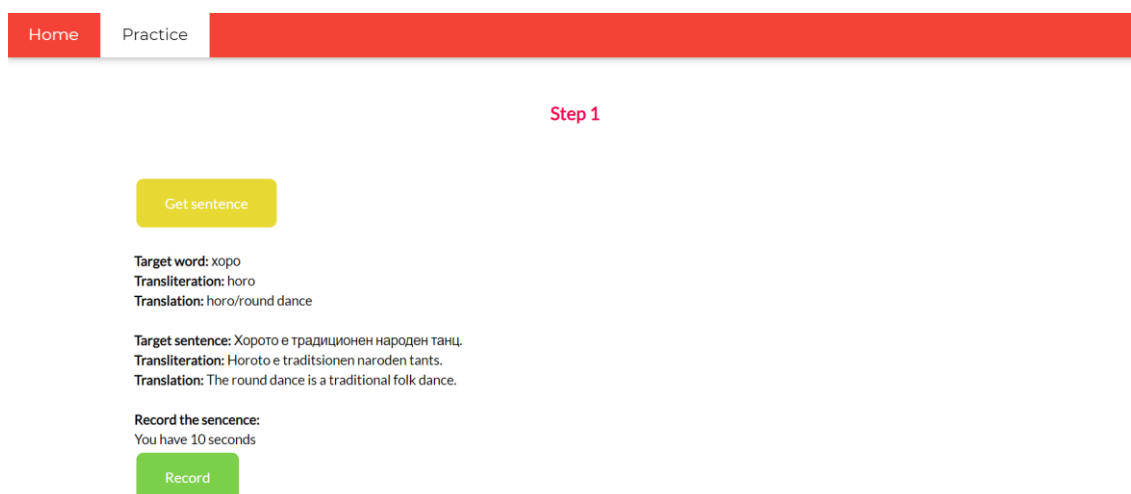 Home Practice
Step 1
Get sentence
Target word: хоро
Transliteration: horo
Translation: horo/round dance
Target sentence: Хорото е традиционен народен танц.
Transliteration: Horoto e traditsionen naroden tants.
Translation: The round dance is a traditional folk dance.
Record the sencence:
You have 10 seconds
Record